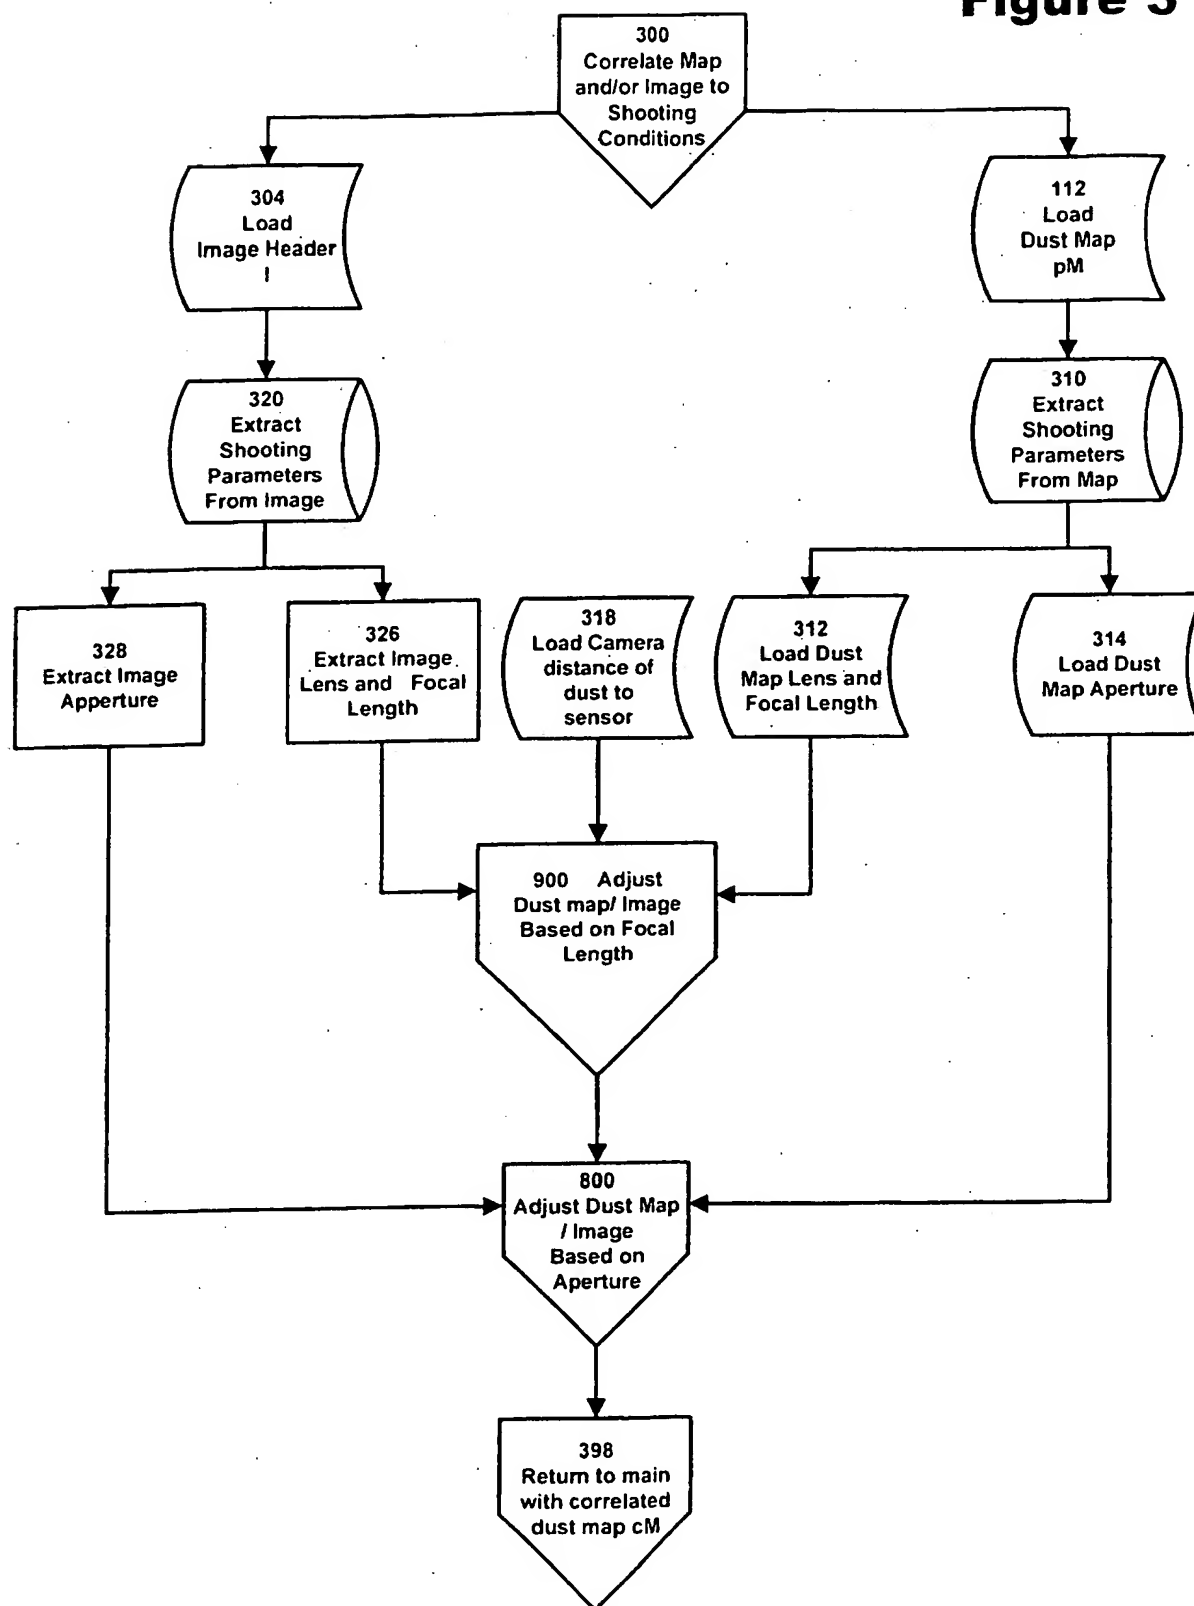 Figure 3
300
Correlate Map
and/or Image to
Shooting
Conditions
304
Load
Image Header
I
112
Load
Dust Map
pM
320
Extract
Shooting
Parameters
From Image
310
Extract
Shooting
Parameters
From Map
328
Extract Image
Apperture
326
Extract Image
Lens and Focal
Length
318
Load Camera
distance of
dust to
sensor
312
Load Dust
Map Lens and
Focal Length
314
Load Dust
Map Aperture
900 Adjust
Dust map/ Image
Based on Focal
Length
800
Adjust Dust Map
/ Image
Based on
Aperture
398
Return to main
with correlated
dust map cM